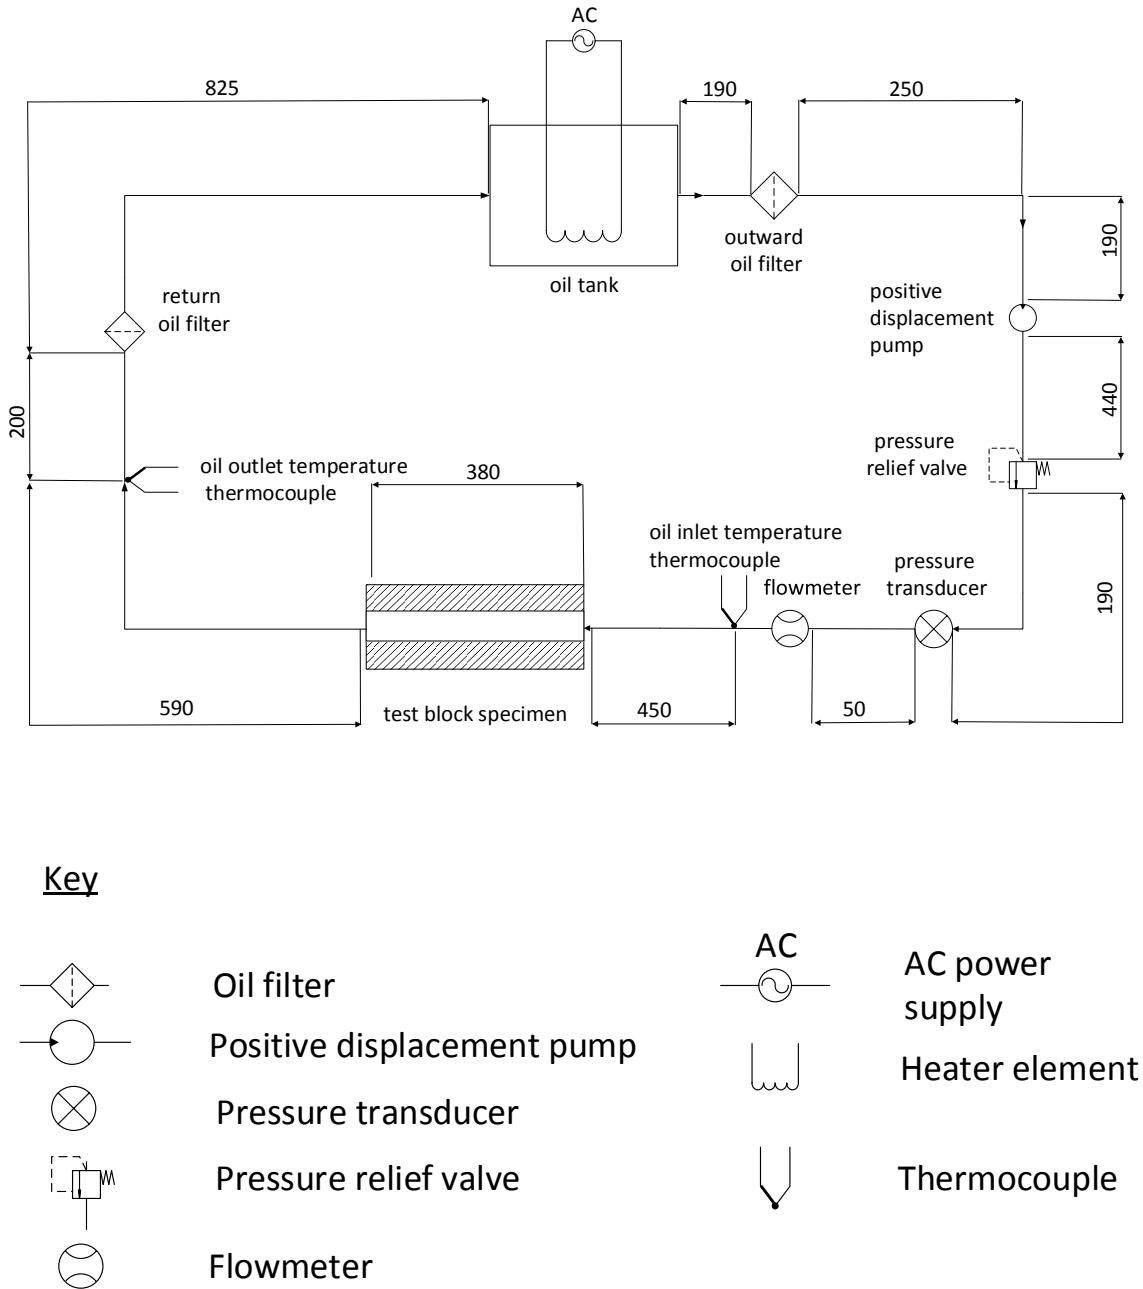 AC
825
190
250
outward
oil filter
oil tank
190
return
oil filter
positive
displacement
pump
200
440
pressure
relief valve
oil outlet temperature
thermocouple
380
oil inlet temperature
thermocouple
flowmeter
pressure
transducer
190
590
test block specimen
450
50
Key
Oil filter
Positive displacement pump
Pressure transducer
Pressure relief valve
Flowmeter
AC
AC power
supply
Heater element
Thermocouple